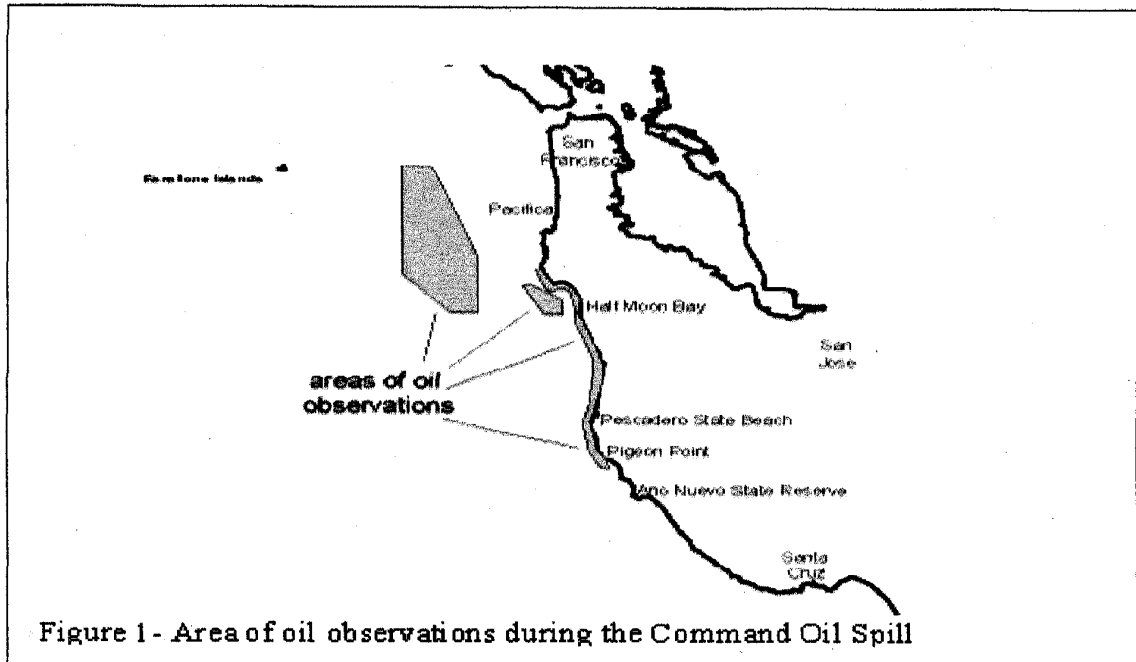 San
Francisco
Farallone Islands
Pacifica
Half Moon Bay
San
Jose
areas of oil
observations
Pescadero State Beach
Pigeon Point
Ano Nuevo State Reserve
Santa
Cruz
Figure 1- Area of oil observations during the Command Oil Spill